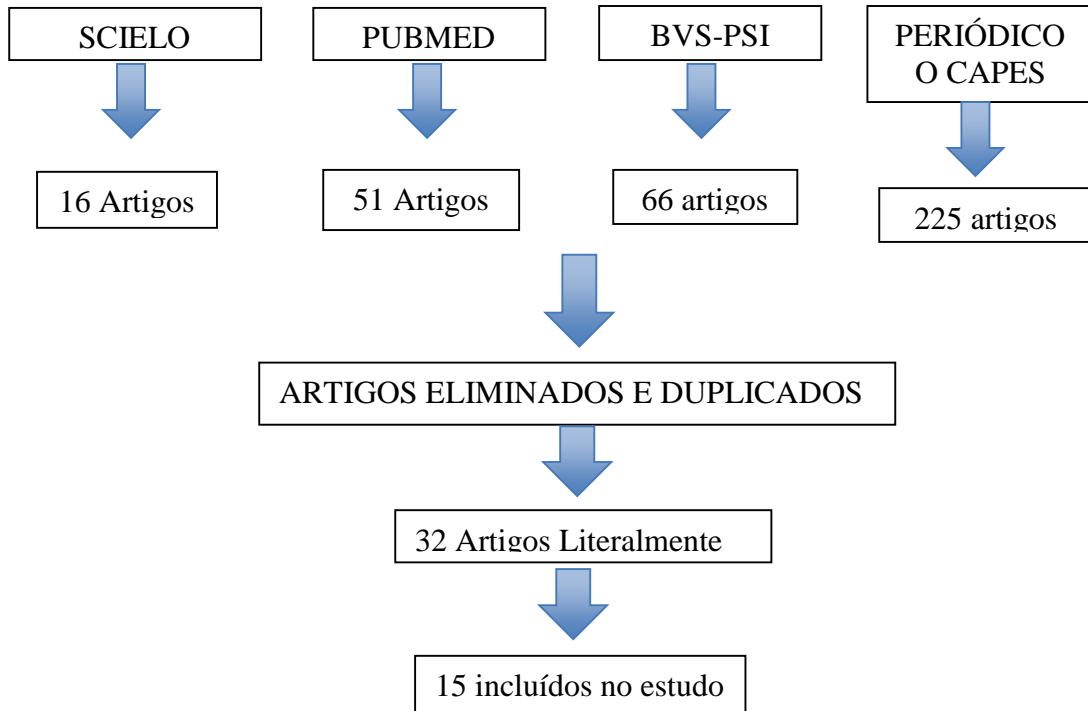 SCIELO
PUBMED
BVS-PSI
PERIÓDICO
O CAPES
16 Artigos
51 Artigos
66 artigos
225 artigos
ARTIGOS ELIMINADOS E DUPLICADOS
32 Artigos Literalmente
15 incluídos no estudo